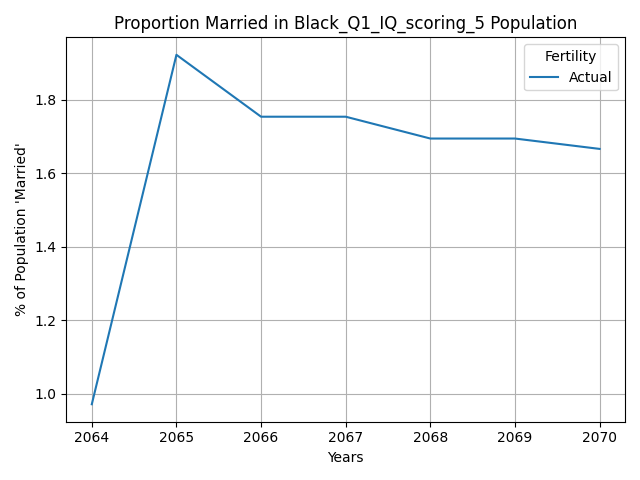 Proportion Married in Black_Q1_IQ_scoring_5 Population
Fertility
Actual
% of Population 'Married'
1.8
1.6
1.4
1.2
1.0
2064 2065 2066 2067 2068 2069 2070
Years